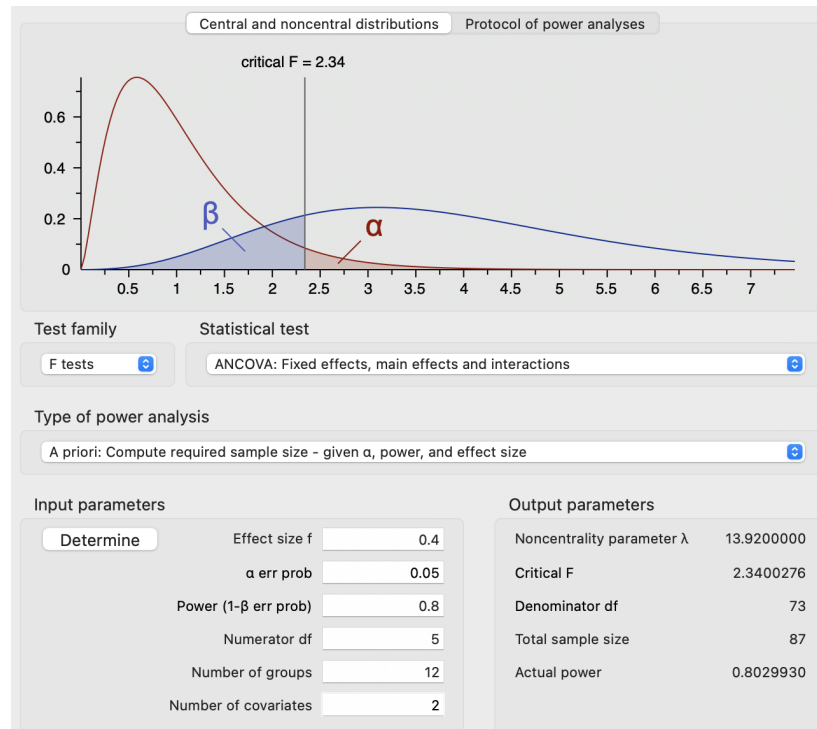 Central and noncentral distributions Protocol of power analyses
critical F = 2.34
0.6
0.4
β
α
0.2
0
0.5 1 1.5 2 2.5 3 3.5 4 4.5 5 5.5 6 6.5 7
Test family Statistical test
F tests ANCOVA: Fixed effects, main effects and interactions
Type of power analysis
A priori: Compute required sample size - given α, power, and effect size
Input parameters Output parameters
Determine Effect size f 0.4 Noncentrality parameter λ 13.9200000
α err prob 0.05 Critical F 2.3400276
Power (1-β err prob) 0.8 Denominator df 73
Numerator df 5 Total sample size 87
Number of groups 12 Actual power 0.8029930
Number of covariates 2